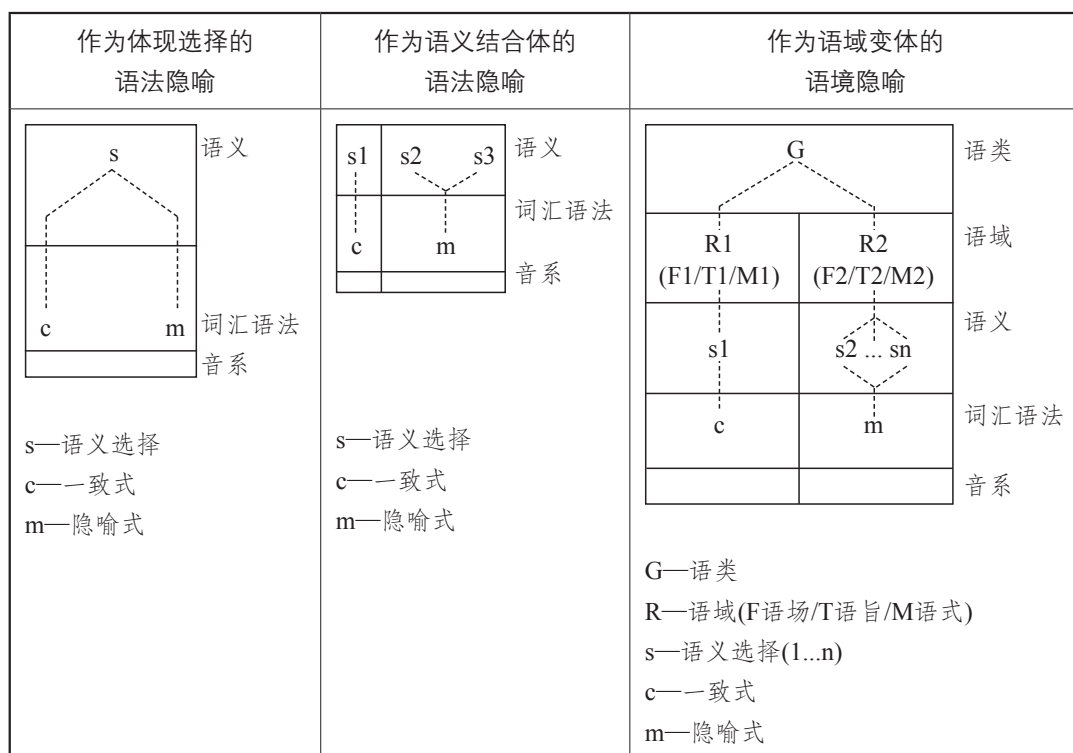 作为体现选择的
语法隐喻
作为语义结合体的
语法隐喻
作为语域变体的
语境隐喻
s
语义
c
m
词汇语法
音系
s—语义选择
c—一致式
m—隐喻式
s1
s2
s3
语义
词汇语法
c
m
音系
s—语义选择
c—一致式
m—隐喻式
G
语类
R1
R2
语域
(F1/T1/M1)
(F2/T2/M2)
语义
s1
s2 ... sn
词汇语法
c
m
音系
G—语类
R—语域(F语场/T语旨/M语式)
s—语义选择(1...n)
c—一致式
m—隐喻式